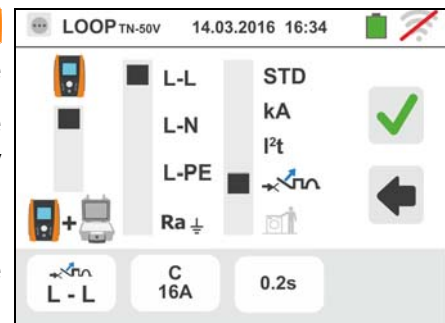 LOOP TN-50V 14.03.2016 16:34
L-L STD
L-N kA
I²t
L-PE
Ra
L - L
C
16A
0.2s